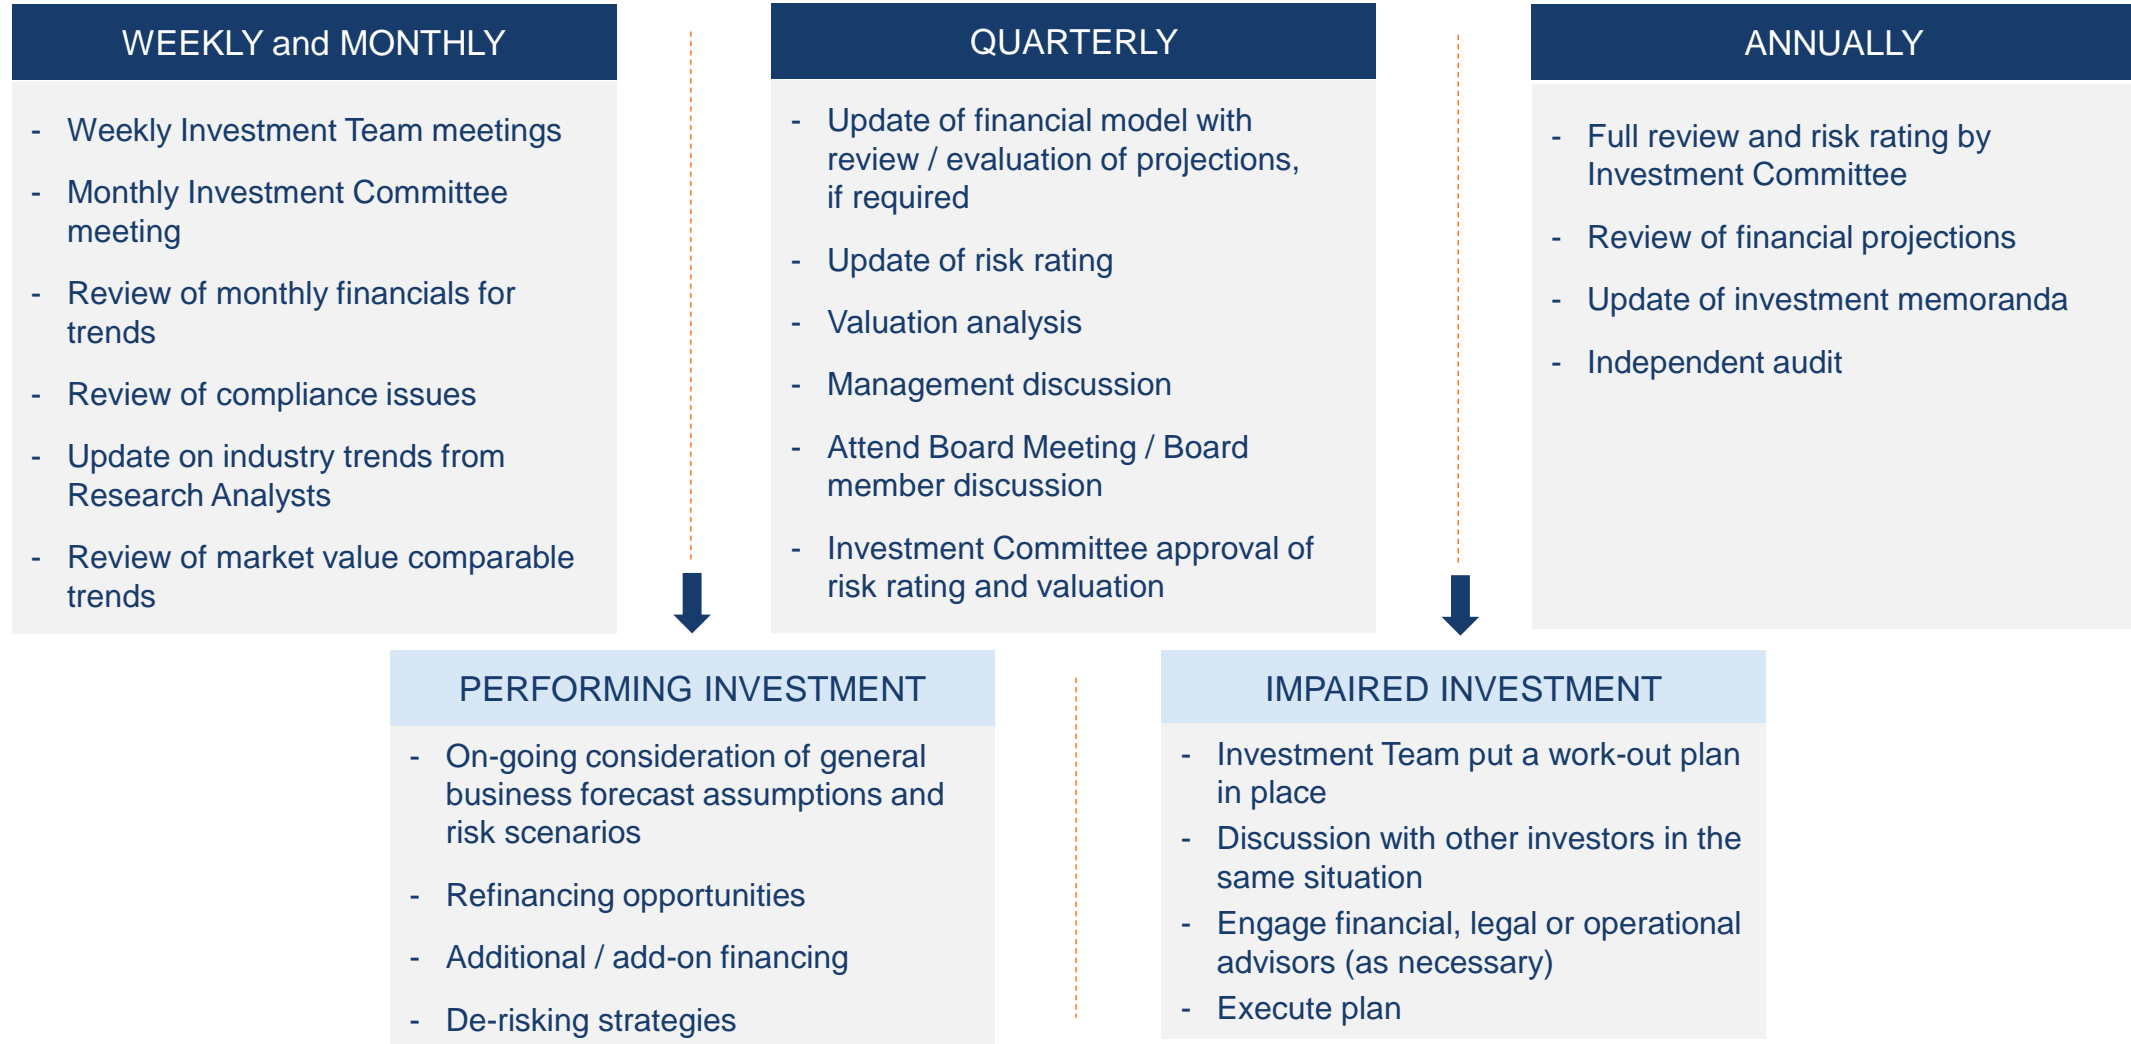 WEEKLY and MONTHLY
- Weekly Investment Team meetings
- Monthly Investment Committee
meeting
- Review of monthly financials for
trends
- Review of compliance issues
- Update on industry trends from
Research Analysts
- Review of market value comparable
trends
QUARTERLY
- Update of financial model with
review / evaluation of projections,
if required
- Update of risk rating
- Valuation analysis
- Management discussion
- Attend Board Meeting / Board
member discussion
- Investment Committee approval of
risk rating and valuation
ANNUALLY
- Full review and risk rating by
Investment Committee
- Review of financial projections
- Update of investment memoranda
- Independent audit
PERFORMING INVESTMENT
- On-going consideration of general
business forecast assumptions and
risk scenarios
- Refinancing opportunities
- Additional / add-on financing
- De-risking strategies
IMPAIRED INVESTMENT
- Investment Team put a work-out plan
in place
- Discussion with other investors in the
same situation
- Engage financial, legal or operational
advisors (as necessary)
- Execute plan